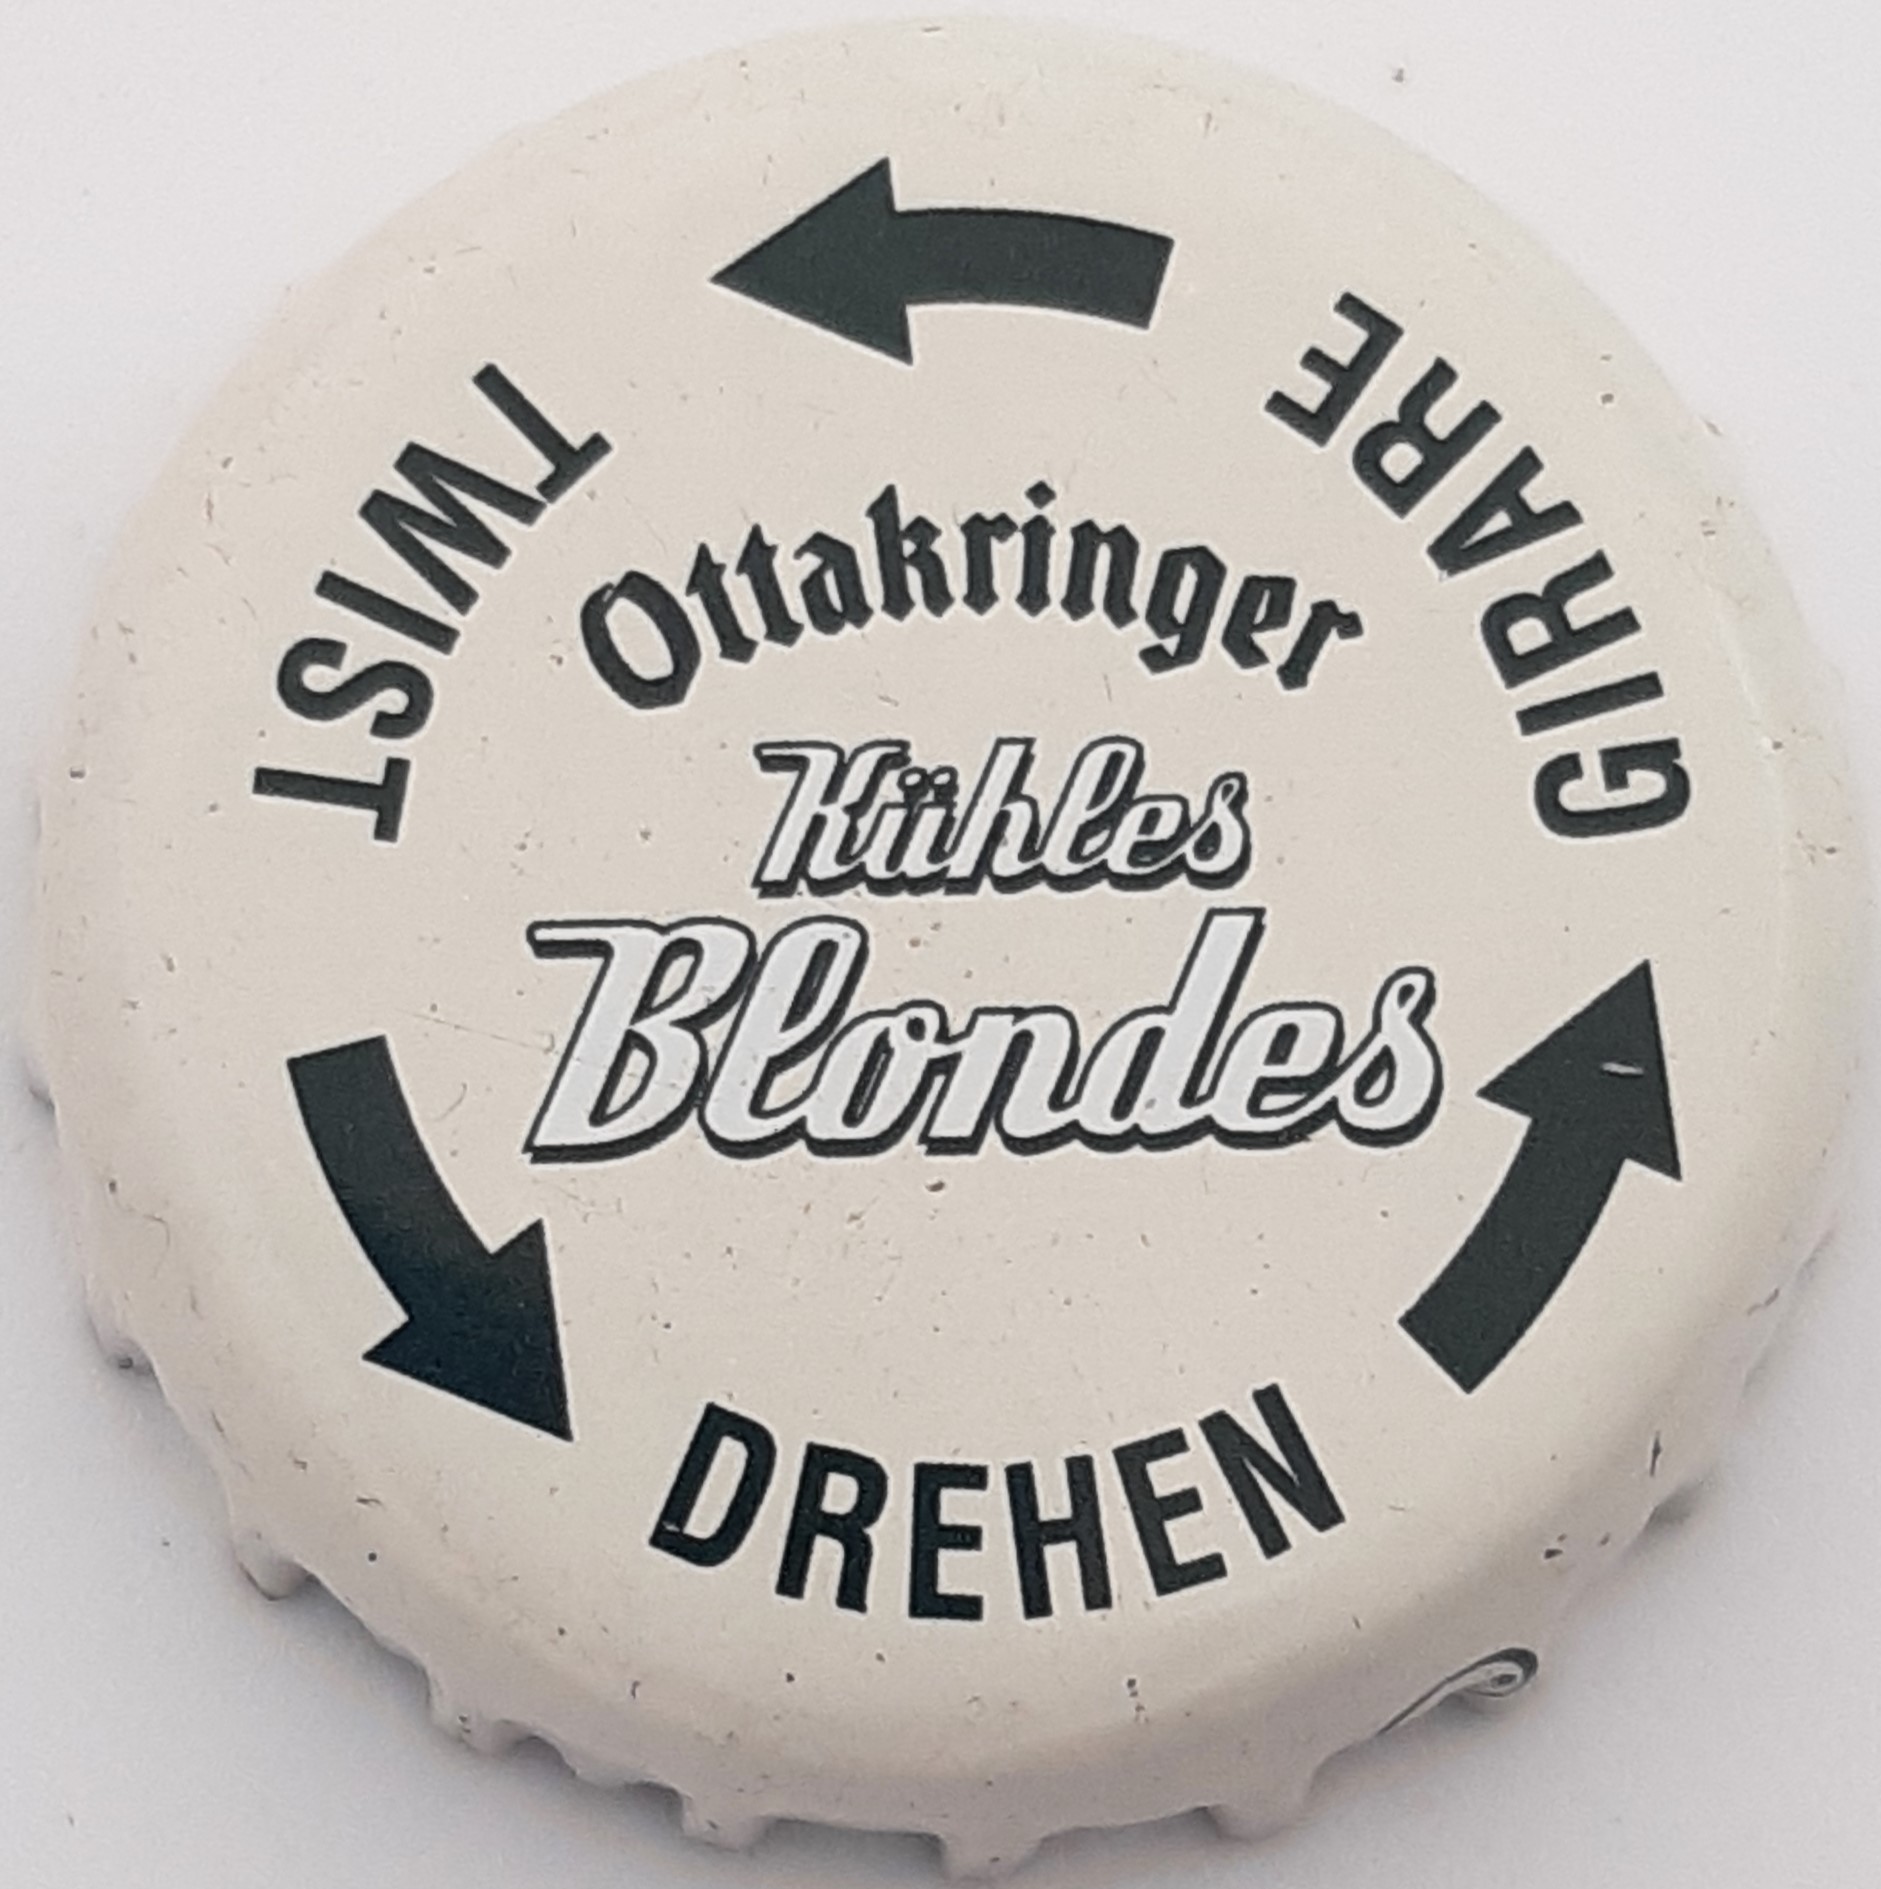 Ottakringer
Kühles
Blondes
TWIST
DREHEN
GIRARE